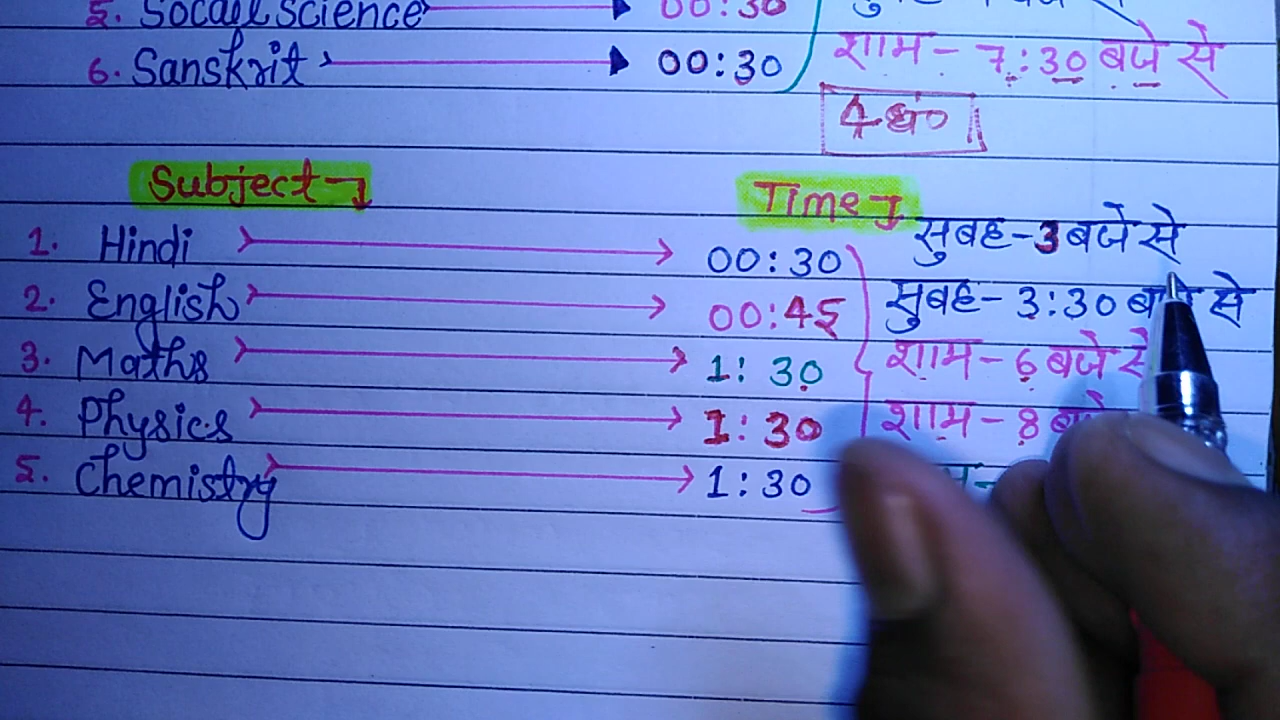 5. Socail Science 00:30
6. Sanskrit 00:30 शाम- 7:30 बजे से
4 घं०
Subject Time
1. Hindi 00:30 सुबह-3 बजे से
2. English 00:45 सुबह- 3:30 बजे से
3. Maths 1:30 शाम- 6 बजे से
4. Physics 1:30 शाम- 8 बजे
5. Chemistry 1:30